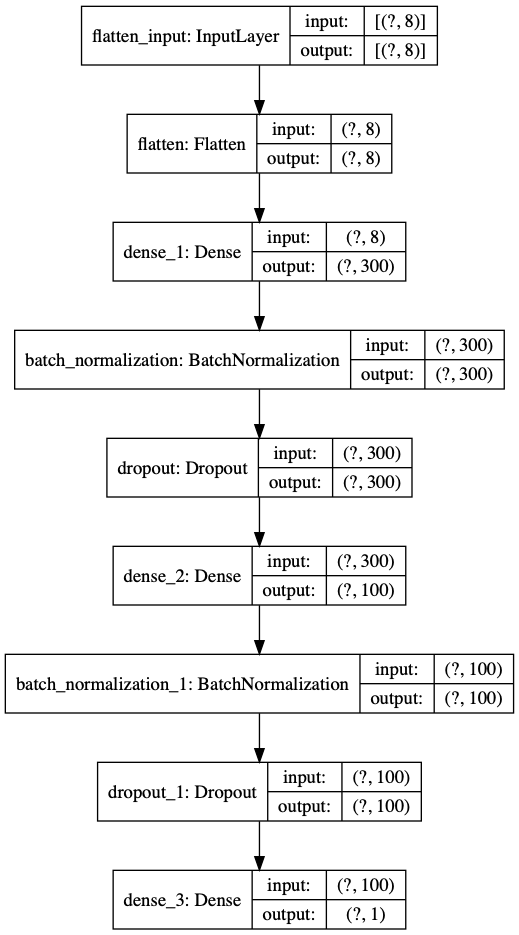 flatten_input: InputLayer
input: [(?, 8)]
output: [(?, 8)]
flatten: Flatten
input: (?, 8)
output: (?, 8)
dense_1: Dense
input: (?, 8)
output: (?, 300)
batch_normalization: BatchNormalization
input: (?, 300)
output: (?, 300)
dropout: Dropout
input: (?, 300)
output: (?, 300)
dense_2: Dense
input: (?, 300)
output: (?, 100)
batch_normalization_1: BatchNormalization
input: (?, 100)
output: (?, 100)
dropout_1: Dropout
input: (?, 100)
output: (?, 100)
dense_3: Dense
input: (?, 100)
output: (?, 1)